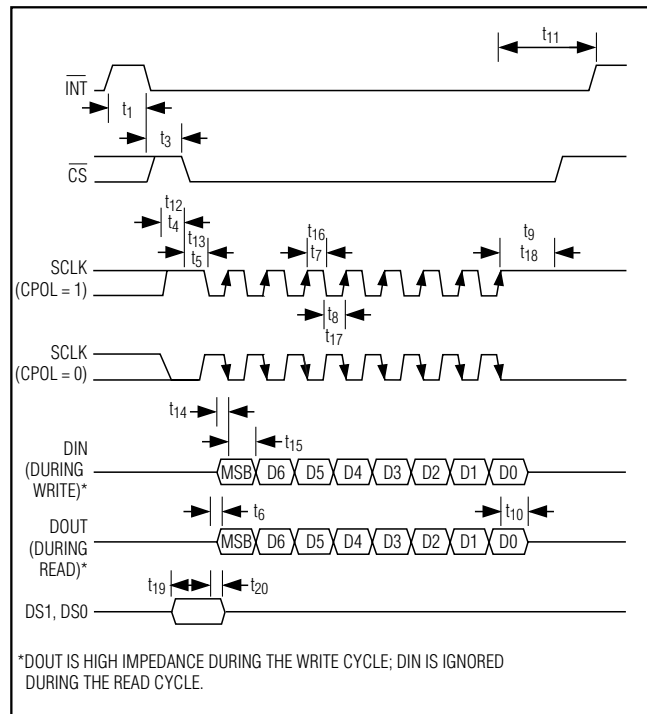 t11
INT
t1
t3
CS
t12
t4
t13
t5
t16
t7
t9
t18
SCLK
(CPOL = 1)
t8
t17
SCLK
(CPOL = 0)
t14
t15
DIN
(DURING
WRITE)*
MSB D6 D5 D4 D3 D2 D1 D0
t6
t10
DOUT
(DURING
READ)*
MSB D6 D5 D4 D3 D2 D1 D0
t19
t20
DS1, DS0
*DOUT IS HIGH IMPEDANCE DURING THE WRITE CYCLE; DIN IS IGNORED
DURING THE READ CYCLE.